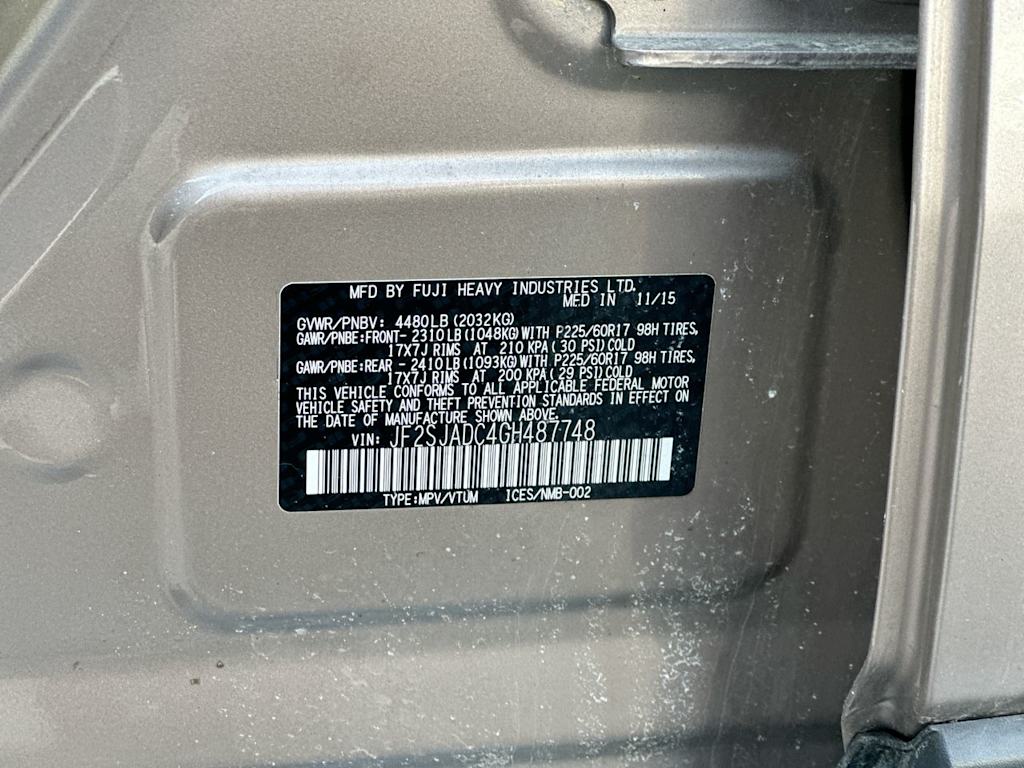 MFD BY FUJI HEAVY INDUSTRIES LTD.
MED IN 11/15
GVWR/PNBV: 4480LB(2032KG)
GAWR/PNBE:FRONT- 2310LB(1048KG)WITH P225/60R17 98H TIRES,
17X7J RIMS AT 210 KPA( 30 PSI)COLD
GAWR/PNBE:REAR - 2410LB(1093KG)WITH P225/60R17 98H TIRES,
17X7J RIMS AT 200 KPA( 29 PSI)COLD
THIS VEHICLE CONFORMS TO ALL APPLICABLE FEDERAL MOTOR
VEHICLE SAFETY AND THEFT PREVENTION STANDARDS IN EFFECT ON
THE DATE OF MANUFACTURE SHOWN ABOVE.
VIN: JF2SJADC4GH487748
TYPE:MPV/VTUM ICES/NMB-002